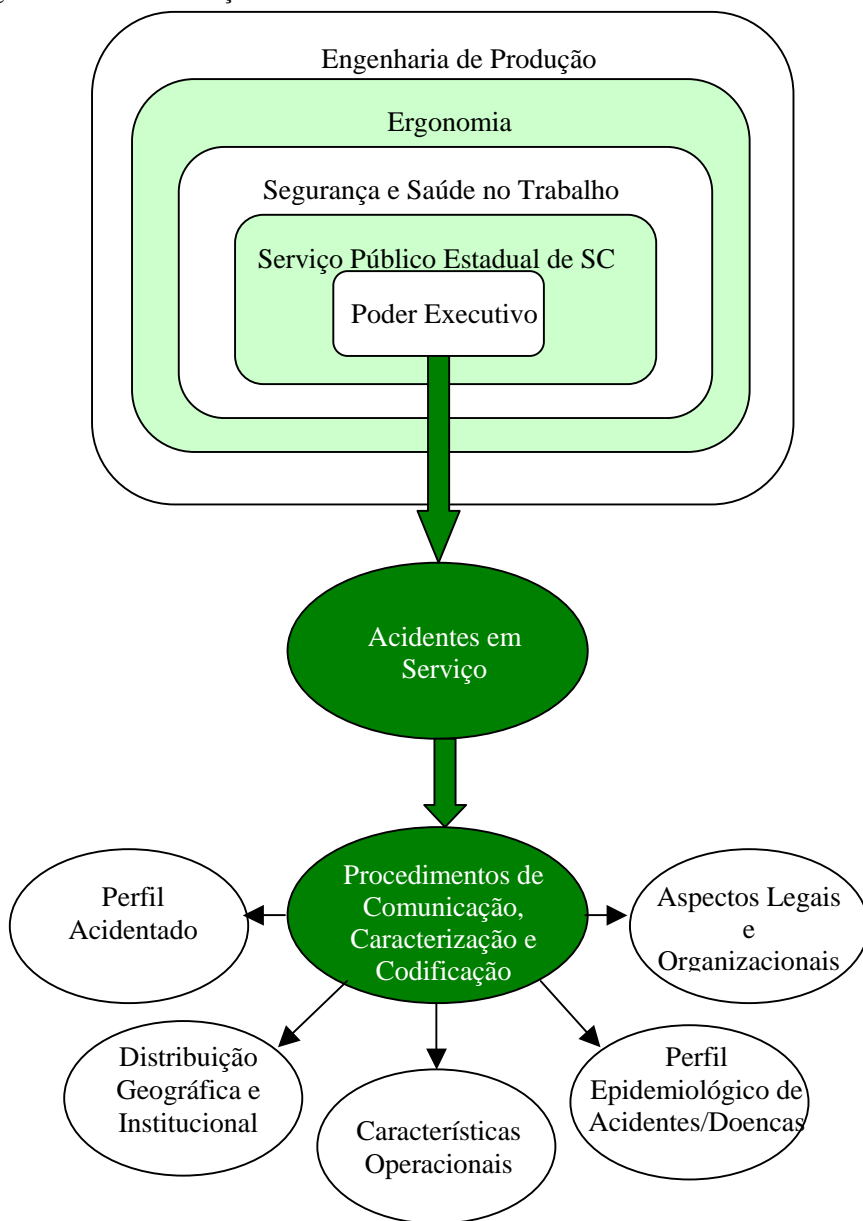 Engenharia de Produção
Ergonomia
Segurança e Saúde no Trabalho
Serviço Público Estadual de SC
Poder Executivo
Acidentes em
Serviço
Procedimentos de
Comunicação,
Caracterização e
Codificação
Perfil
Acidentado
Aspectos Legais
e
Organizacionais
Distribuição
Geográfica e
Institucional
Características
Operacionais
Perfil
Epidemiológico de
Acidentes/Doencas